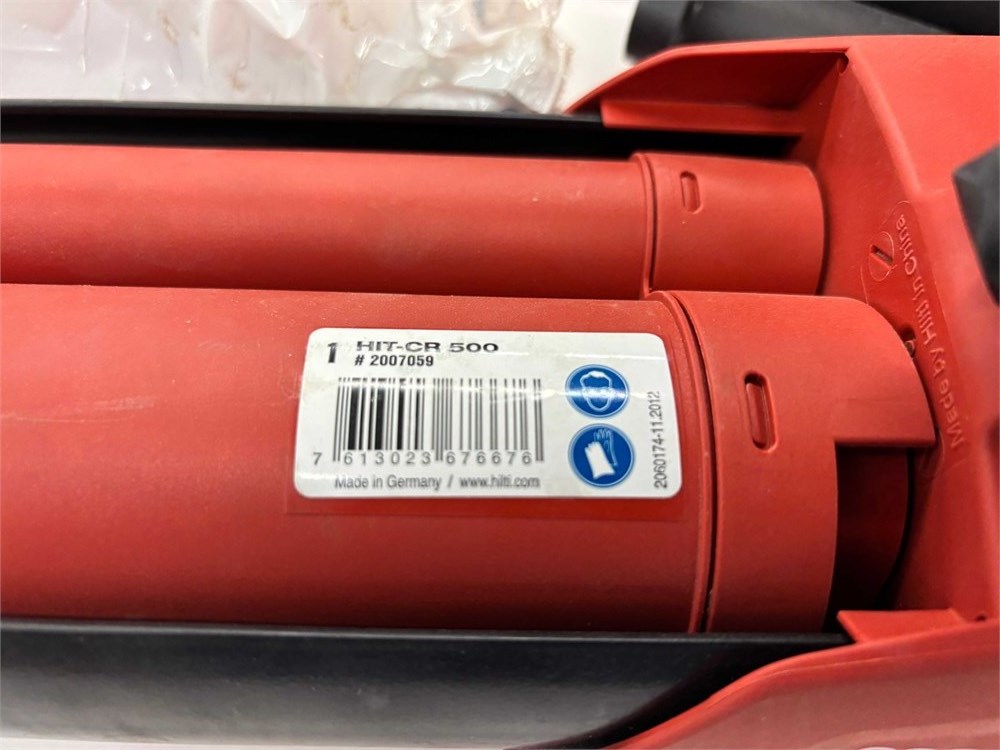 1 HIT-CR 500
# 2007059
7 613023 676676
Made in Germany / www.hilti.com
2060174-11.2012
Made by Hilti in China